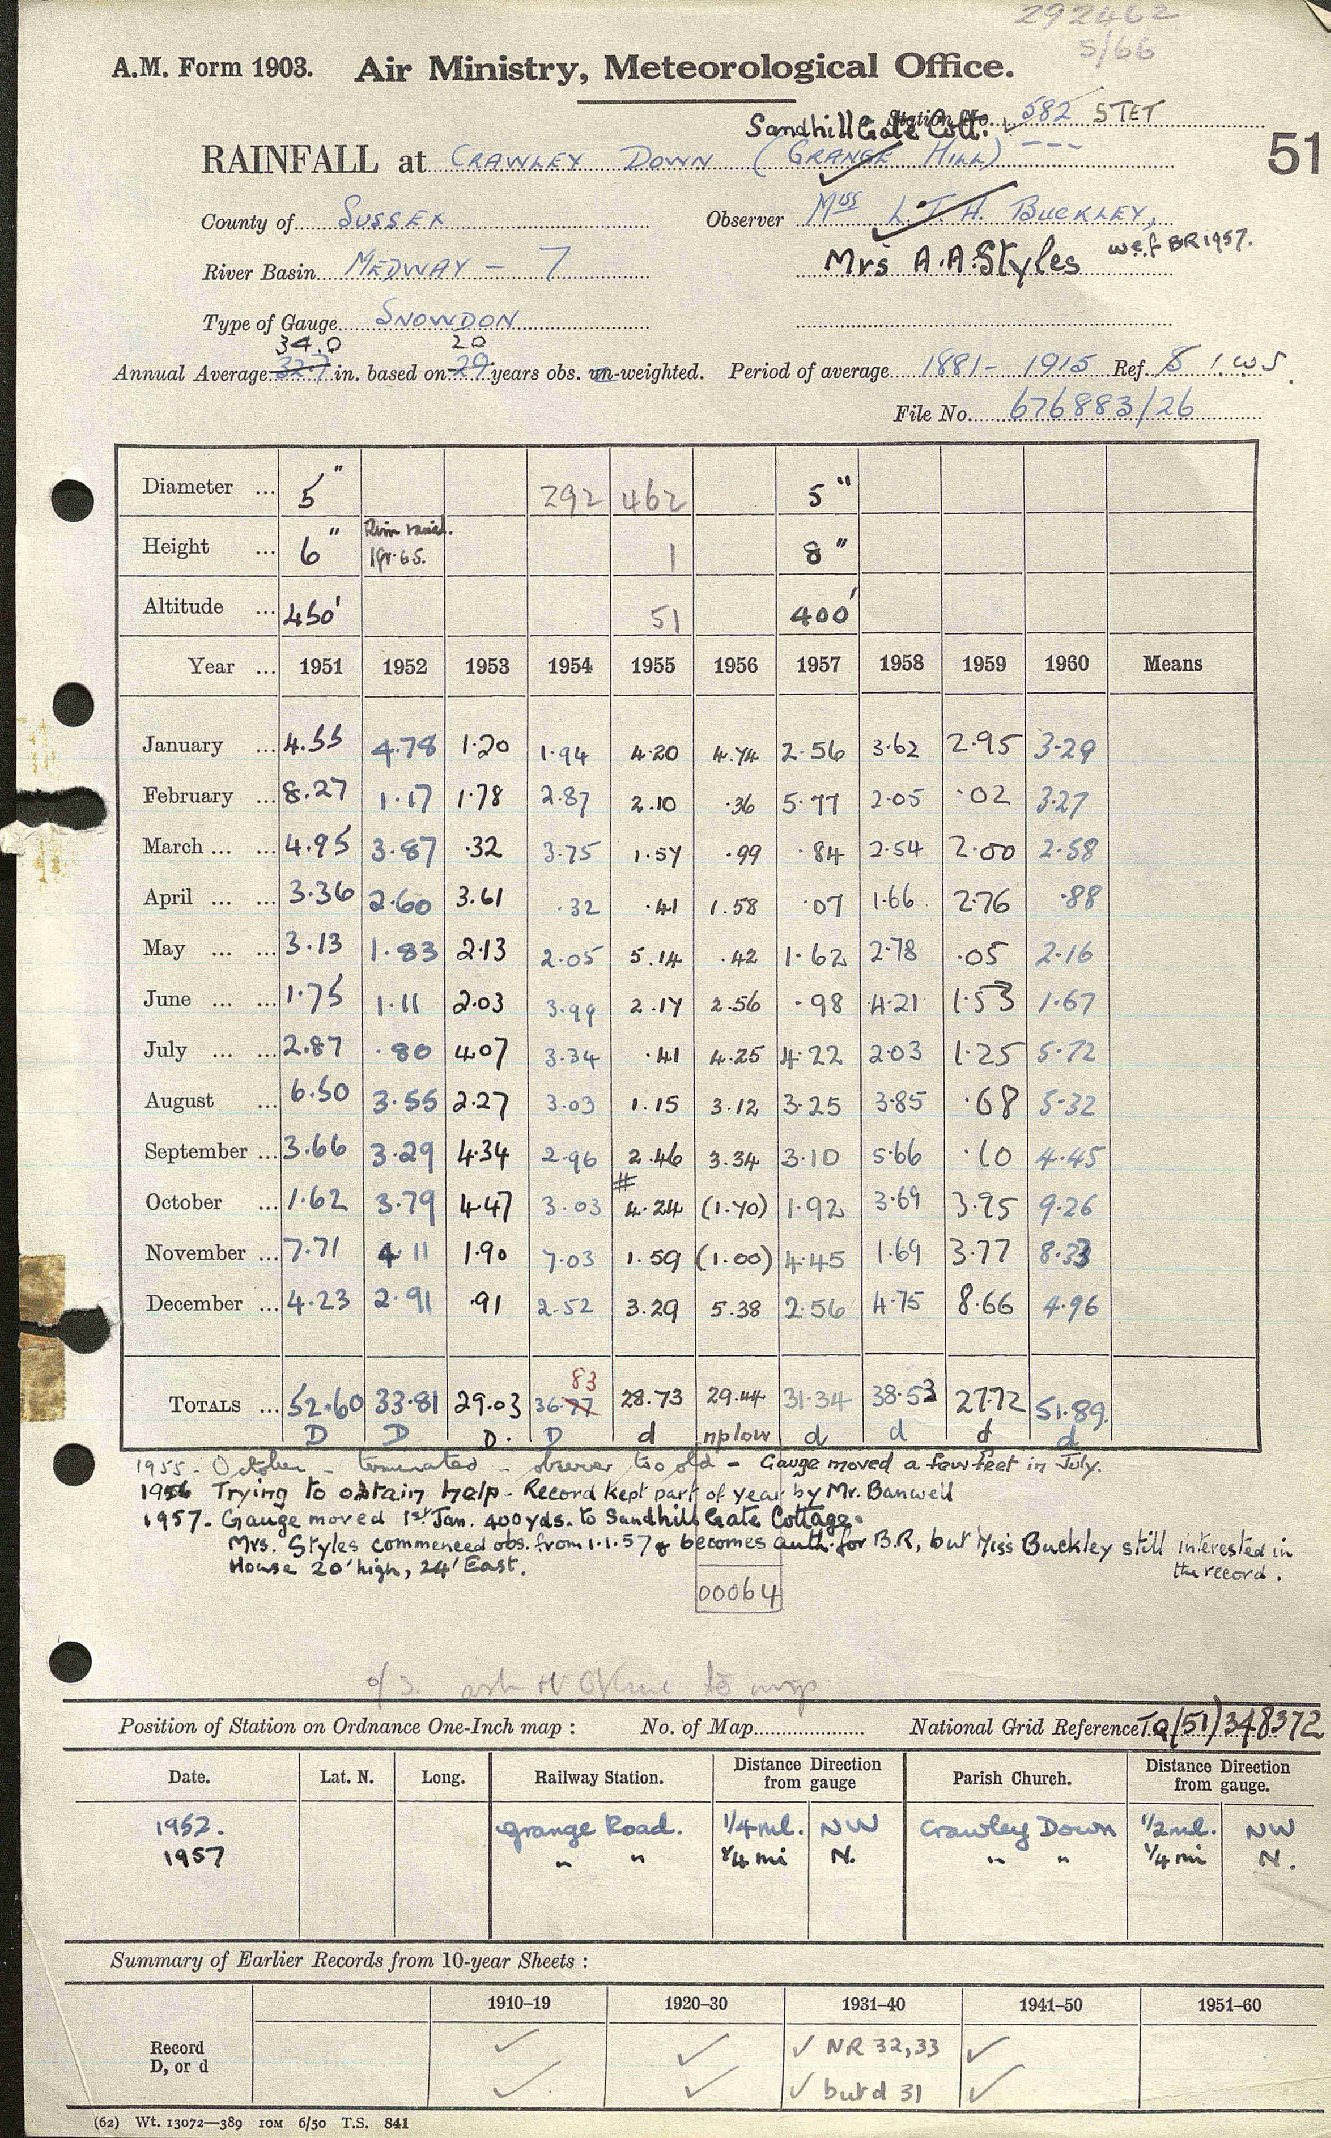 292462
5/66
A.M. Form 1903. Air Ministry, Meteorological Office.
Sandhill Gate Cott. Station No. 582 STET
RAINFALL at CRAWLEY DOWN (GRANGE HILL) ---
51
County of SUSSEX Observer Miss L.I.H. BUCKLEY,
River Basin MEDWAY - 7 Mrs A.A. Styles wef BR 1957.
Type of Gauge SNOWDON
34.0 20
Annual Average 32.7 in. based on 29 years obs. un-weighted. Period of average 1881- 1915 Ref. 8 1.W.S.
File No. 676883/26
Diameter ... 5" 292 462 5"
Height ... 6" Rim raised. Apr. 65. 1 8"
Altitude ... 450' 51 400'
Year ... 1951 1952 1953 1954 1955 1956 1957 1958 1959 1960 Means
January ... 4.55 4.78 1.20 1.94 4.20 4.74 2.56 3.62 2.95 3.29
February ... 8.27 1.17 1.78 2.87 2.10 .36 5.77 2.05 .02 3.27
March ... ... 4.95 3.87 .32 3.75 1.57 .99 .84 2.54 2.00 2.58
April ... ... 3.36 2.60 3.61 .32 .41 1.58 .07 1.66 2.76 .88
May ... ... 3.13 1.83 2.13 2.05 5.14 .42 1.62 2.78 .05 2.16
June ... ... 1.75 1.11 2.03 3.99 2.17 2.56 .98 4.21 1.53 1.67
July ... ... 2.87 .80 4.07 3.34 .41 4.25 4.22 2.03 1.25 5.72
August ... 6.50 3.55 2.27 3.03 1.15 3.12 3.25 3.85 .68 5.32
September ... 3.66 3.29 4.34 2.96 2.46 3.34 3.10 5.66 .10 4.45
October ... 1.62 3.79 4.47 3.03 # 4.24 (1.70) 1.92 3.69 3.95 9.26
November ... 7.71 4.11 1.90 7.03 1.59 (1.00) 4.45 1.69 3.77 8.33
December ... 4.23 2.91 .91 2.52 3.29 5.38 2.56 4.75 8.66 4.96
83
TOTALS ... 52.60 33.81 29.03 36.77 28.73 29.44 31.34 38.53 27.72 51.89
D D D. D d np low d d d d
1955 - October - terminated - observer too old - Gauge moved a few feet in July.
1956 Trying to obtain help - Record kept part of year by Mr. Banwell
1957 - Gauge moved 1st Jan. 400yds. to Sandhill Gate Cottage.
Mrs. Styles commenced obs. from 1.1.57 & becomes auth. for B.R, but Miss Buckley still interested in
the record.
House 20' high, 24' East.
00064
Position of Station on Ordnance One-Inch map : No. of Map National Grid Reference TQ(51)348372
Date. Lat. N. Long. Railway Station. Distance Direction from gauge Parish Church. Distance Direction from gauge.
1952. Grange Road. 1/4 ml. NW Crawley Down 1/2 ml. NW
1957 " " 1/4 mi N. " " 1/4 mi N.
Summary of Earlier Records from 10-year Sheets :
1910–19 1920–30 1931–40 1941–50 1951–60
Record ✓ ✓ ✓ NR 32,33 ✓
D, or d ✓ ✓ ✓ but d 31 ✓
(62) Wt. 13072—389 10M 6/50 T.S. 841